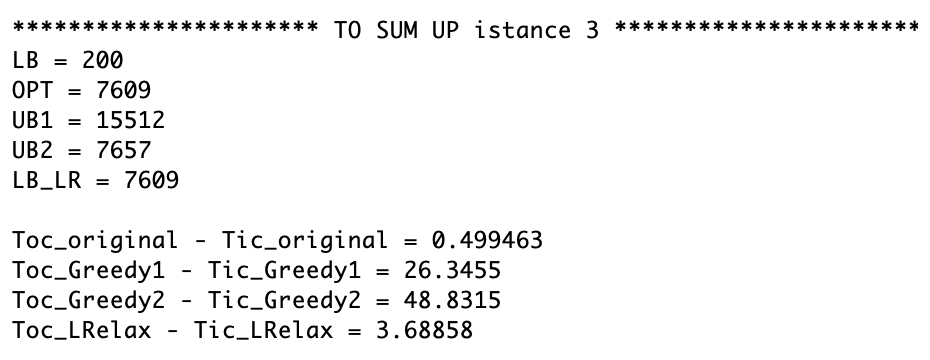 ********************** TO SUM UP istance 3 **********************
LB = 200
OPT = 7609
UB1 = 15512
UB2 = 7657
LB_LR = 7609
Toc_original - Tic_original = 0.499463
Toc_Greedy1 - Tic_Greedy1 = 26.3455
Toc_Greedy2 - Tic_Greedy2 = 48.8315
Toc_LRelax - Tic_LRelax = 3.68858